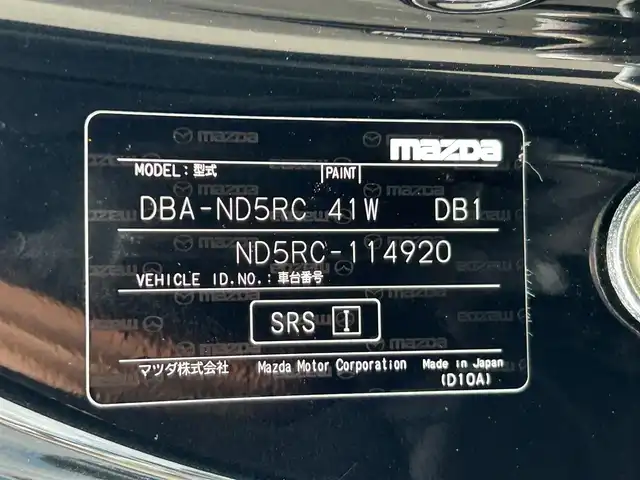 mazda
MODEL：型式 PAINT
DBA-ND5RC 41W DB1
ND5RC-114920
VEHICLE ID.NO.：車台番号
SRS I
マツダ株式会社 Mazda Motor Corporation Made in Japan
(D10A)